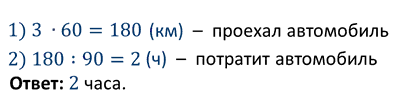 1) 3 ·60 = 180 (км) – проехал автомобиль
2) 180 : 90 = 2 (ч) – потратит автомобиль
Ответ: 2 часа.